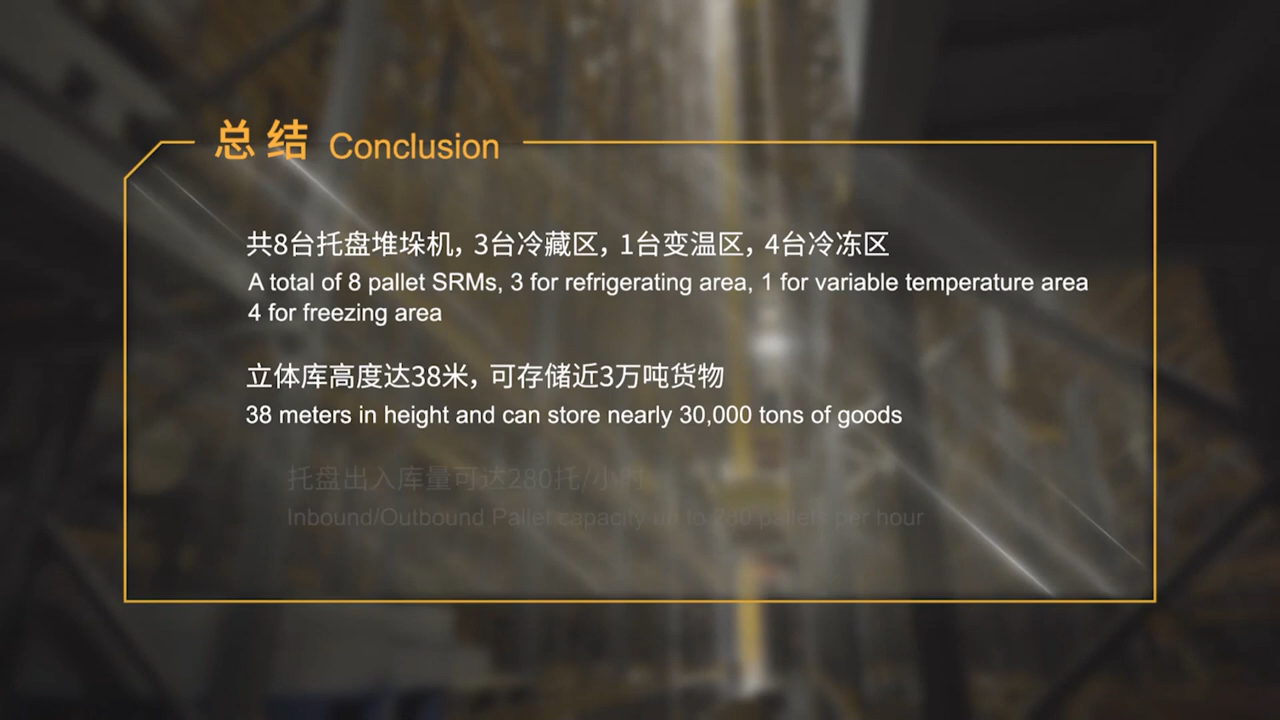 总结 Conclusion
共8台托盘堆垛机，3台冷藏区，1台变温区，4台冷冻区
A total of 8 pallet SRMs, 3 for refrigerating area, 1 for variable temperature area
4 for freezing area
立体库高度达38米，可存储近3万吨货物
38 meters in height and can store nearly 30,000 tons of goods
托盘出入库量可达280托/小时
Inbound/Outbound Pallet capacity up to 280 pallets per hour